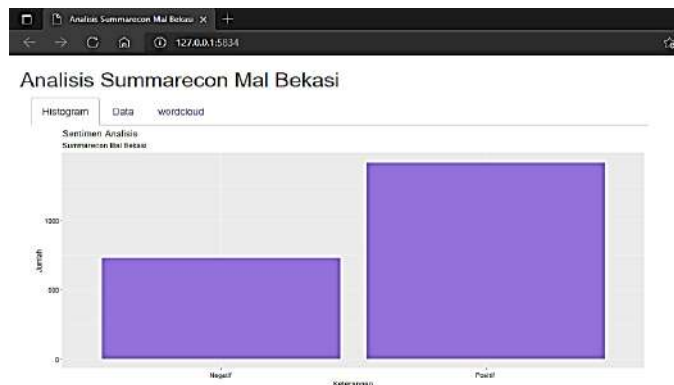 Analisis Summarecon Mal Bekasi
127.0.0.1:5834
Analisis Summarecon Mal Bekasi
Histogram Data wordcloud
Sentimen Analisis
Summarecon Mal Bekasi
1000
500
0
Jumlah
Negatif Positif
Keterangan